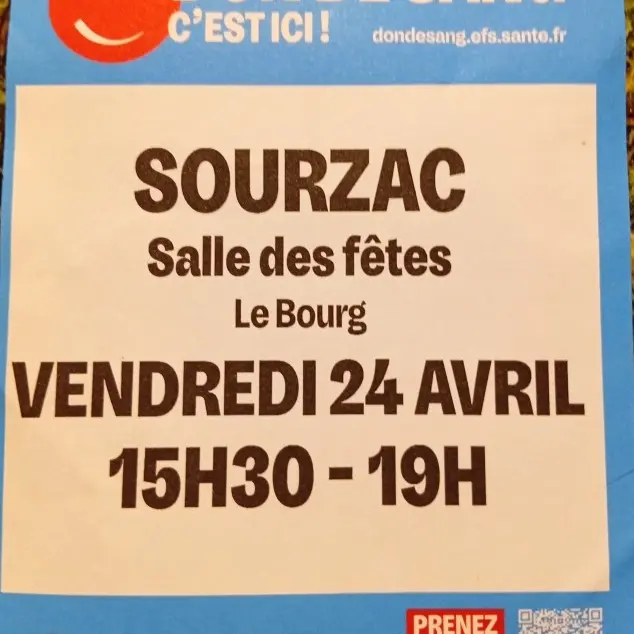 C'EST ICI !
dondesang.efs.sante.fr
SOURZAC
Salle des fêtes
Le Bourg
VENDREDI 24 AVRIL
15H30 - 19H
PRENEZ